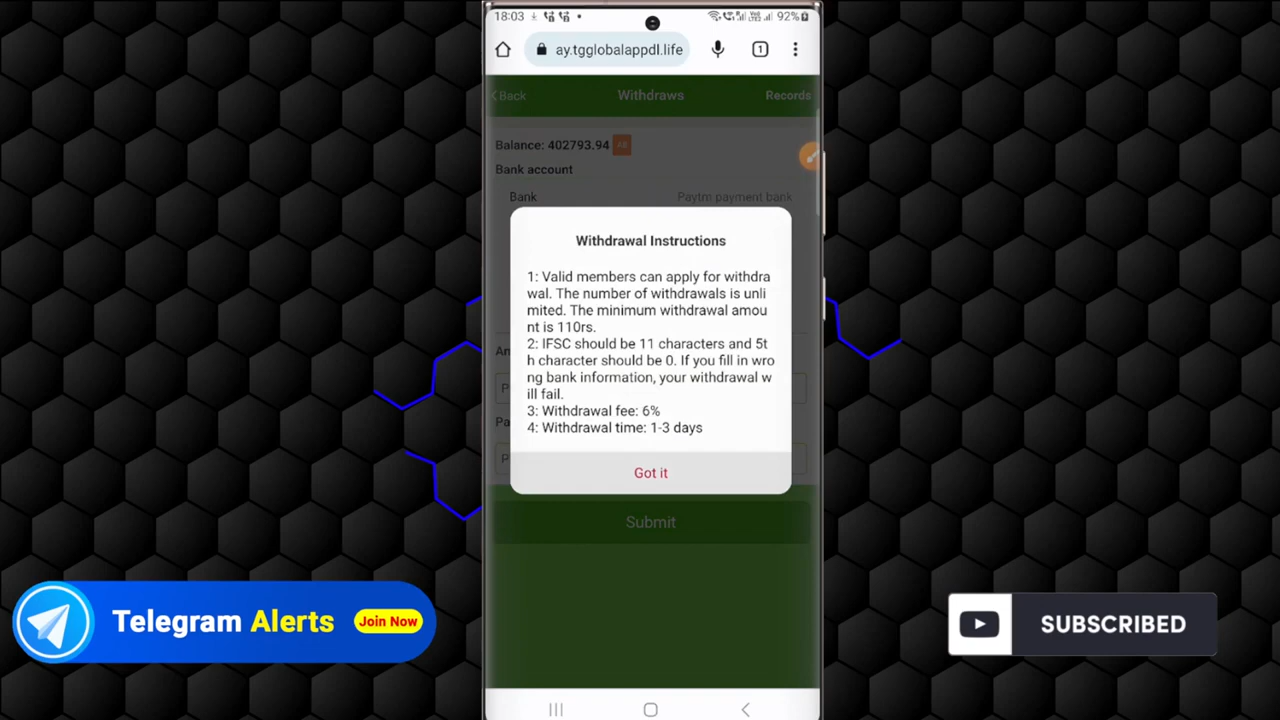 18:03
92%
ay.tgglobalappdl.life
1
Back
Withdraws
Records
Balance: 402793.94
Bank account
Bank
Paytm payment bank
Withdrawal Instructions
1: Valid members can apply for withdra
wal. The number of withdrawals is unli
mited. The minimum withdrawal amou
nt is 110rs.
2: IFSC should be 11 characters and 5t
h character should be 0. If you fill in wro
ng bank information, your withdrawal w
ill fail.
3: Withdrawal fee: 6%
4: Withdrawal time: 1-3 days
Got it
Submit
Telegram Alerts
Join Now
SUBSCRIBED